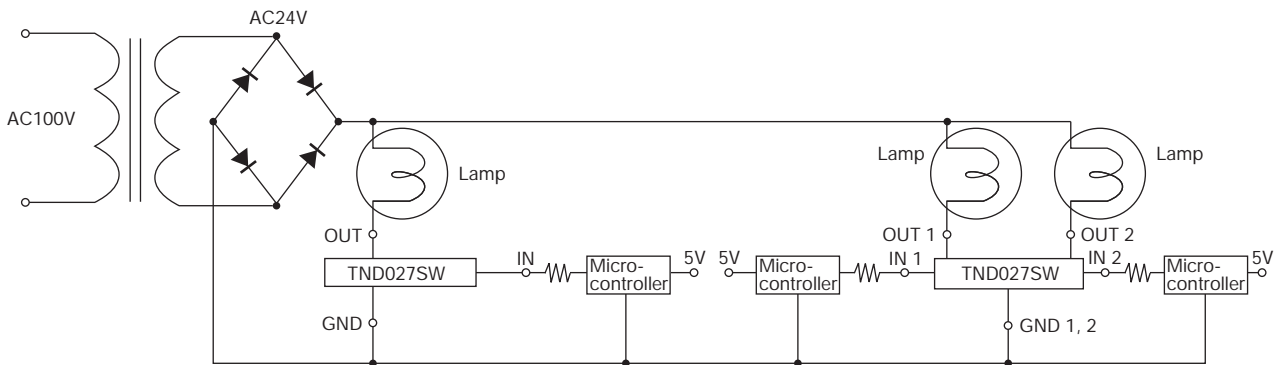 AC24V
AC100V
Lamp
Lamp
Lamp
OUT
OUT 1
OUT 2
TND027SW
IN
Micro-
controller
5V
5V
Micro-
controller
IN 1
TND027SW
IN 2
Micro-
controller
5V
GND
GND 1, 2